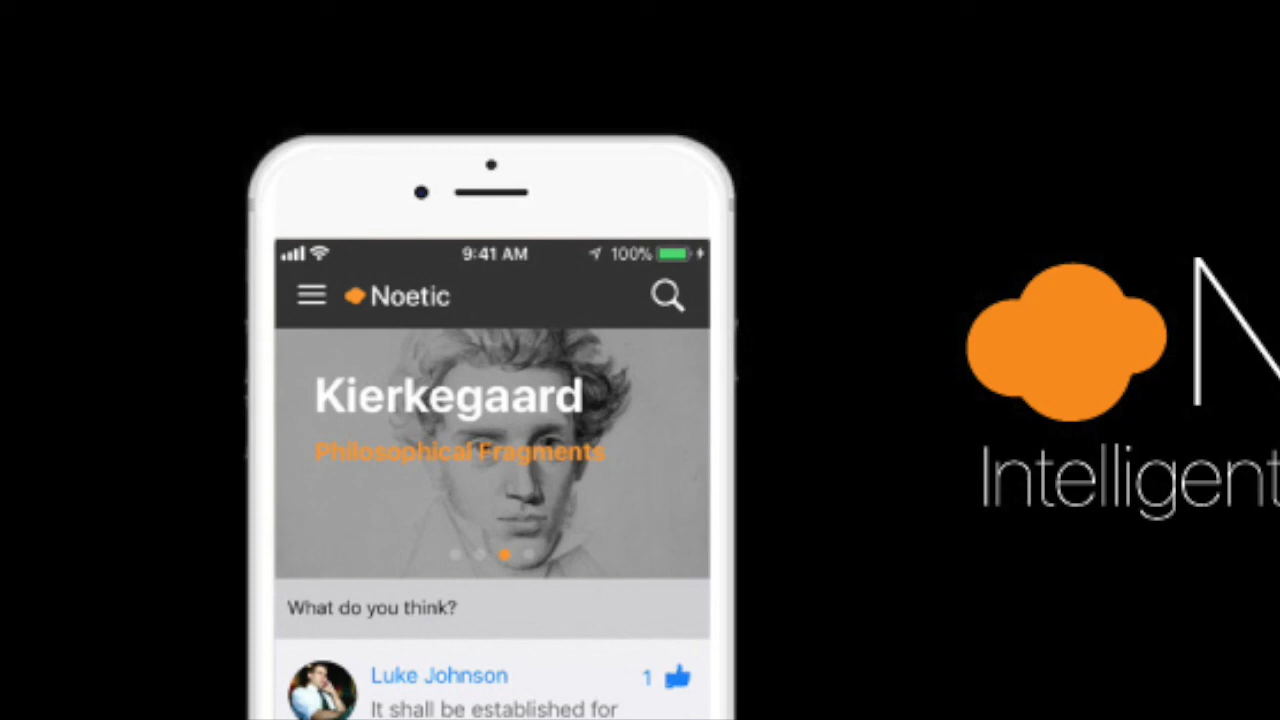 9:41 AM 100%
Noetic
Kierkegaard
Philosophical Fragments
What do you think?
Luke Johnson 1
It shall be established for
N
Intelligent